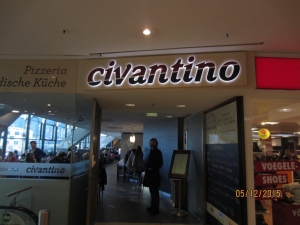 Pizzeria
dische Küche
civantino
civantino
VOEGELE
SHOES
05/12/2015